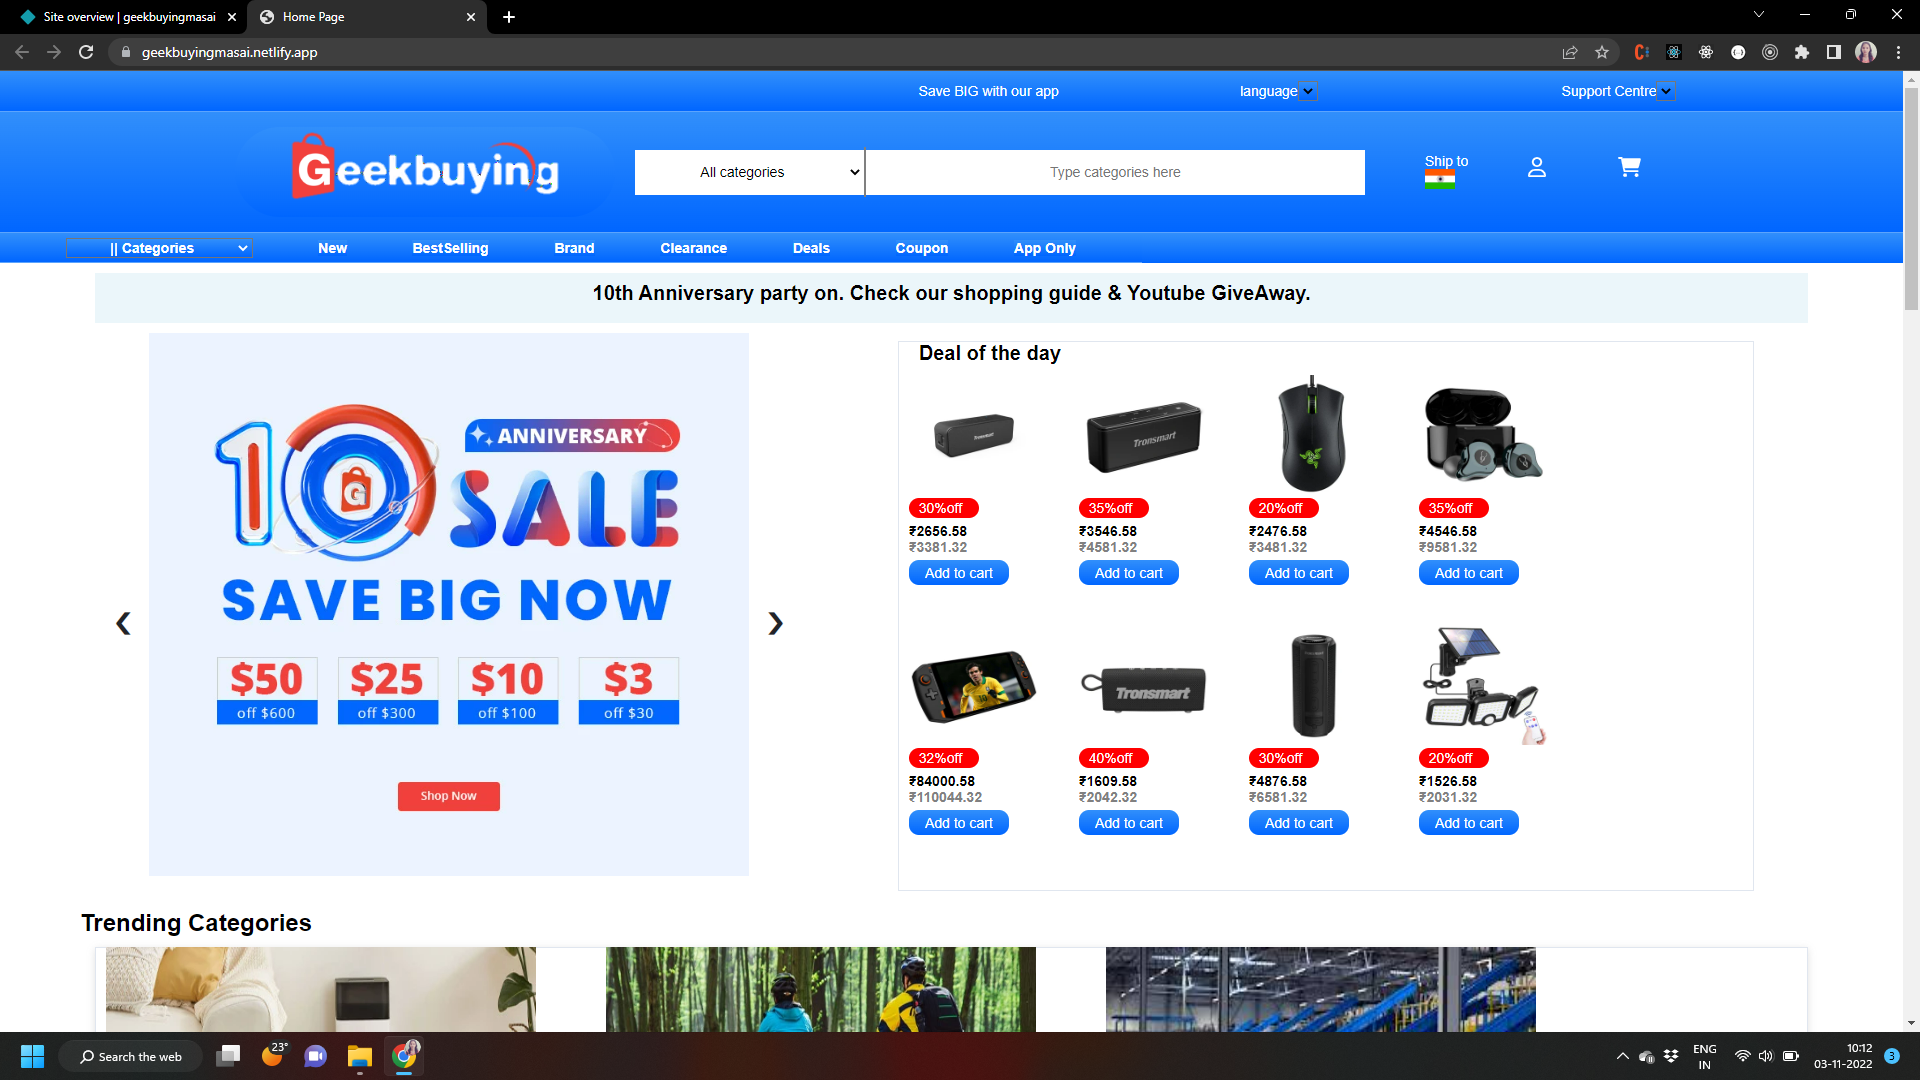 Site overview | geekbuyingmasai
Home Page
geekbuyingmasai.netlify.app
Save BIG with our app
language
Support Centre
Geekbuying
All categories
Type categories here
Ship to
|| Categories
New
BestSelling
Brand
Clearance
Deals
Coupon
App Only
10th Anniversary party on. Check our shopping guide & Youtube GiveAway.
10 ANNIVERSARY
SALE
SAVE BIG NOW
$50 $25 $10 $3
off $600 off $300 off $100 off $30
Shop Now
❮
❯
Deal of the day
Tronsmart
30%off 35%off 20%off 35%off
₹2656.58 ₹3546.58 ₹2476.58 ₹4546.58
₹3381.32 ₹4581.32 ₹3481.32 ₹9581.32
Add to cart Add to cart Add to cart Add to cart
Tronsmart
32%off 40%off 30%off 20%off
₹84000.58 ₹1609.58 ₹4876.58 ₹1526.58
₹110044.32 ₹2042.32 ₹6581.32 ₹2031.32
Add to cart Add to cart Add to cart Add to cart
Trending Categories
Search the web
23°
ENG
IN
10:12
03-11-2022
3